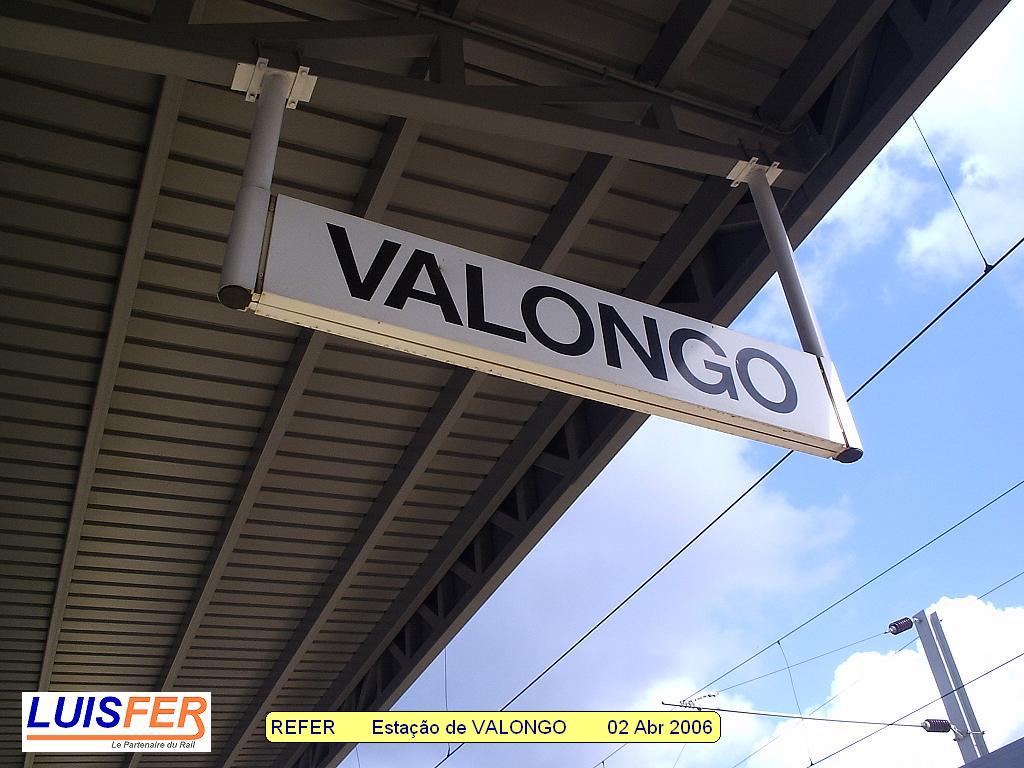 VALONGO
LUISFER
Le Partenaire du Rail
REFER Estação de VALONGO 02 Abr 2006